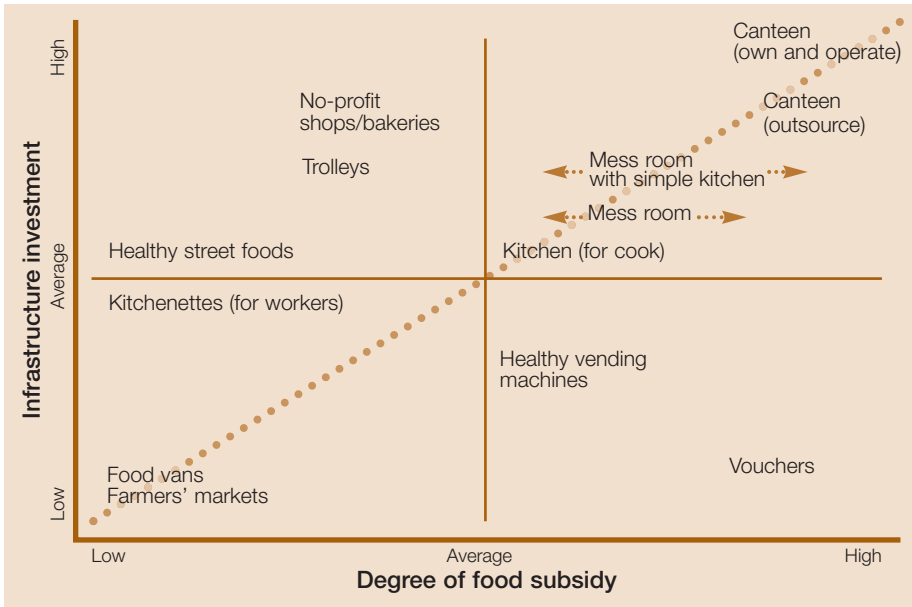 High
Average
Low
Infrastructure investment
Canteen
(own and operate)
Canteen
(outsource)
No-profit
shops/bakeries
Trolleys
Mess room
with simple kitchen
Mess room
Healthy street foods
Kitchen (for cook)
Kitchenettes (for workers)
Healthy vending
machines
Vouchers
Food vans
Farmers’ markets
Low
Average
High
Degree of food subsidy